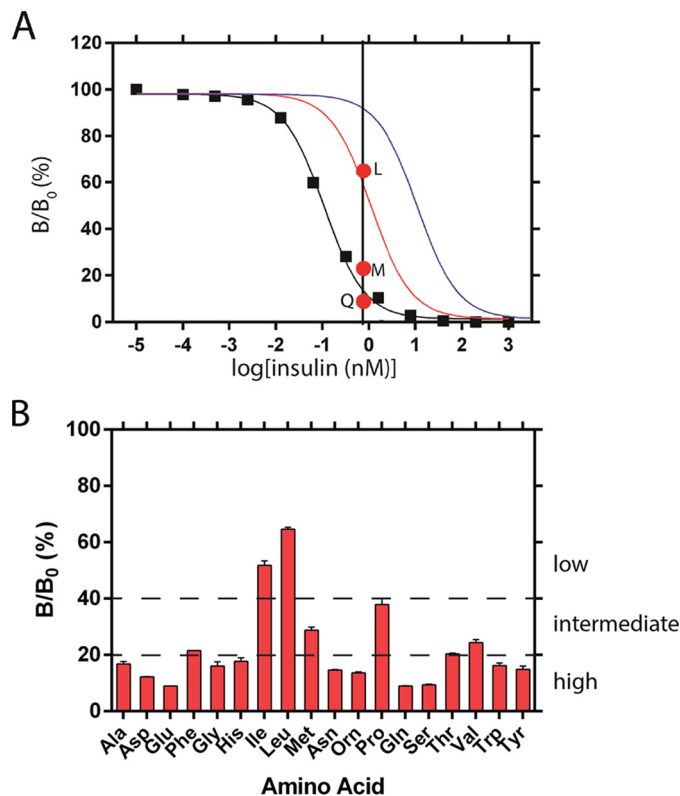 A
120
100
80
60
40
20
0
B/B0 (%)
L
M
Q
-5 -4 -3 -2 -1 0 1 2 3
log[insulin (nM)]
B
100
80
60
40
20
0
B/B0 (%)
low
intermediate
high
Ala Asp Glu Phe Gly His Ile Leu Met Asn Orn Pro Gln Ser Thr Val Trp Tyr
Amino Acid